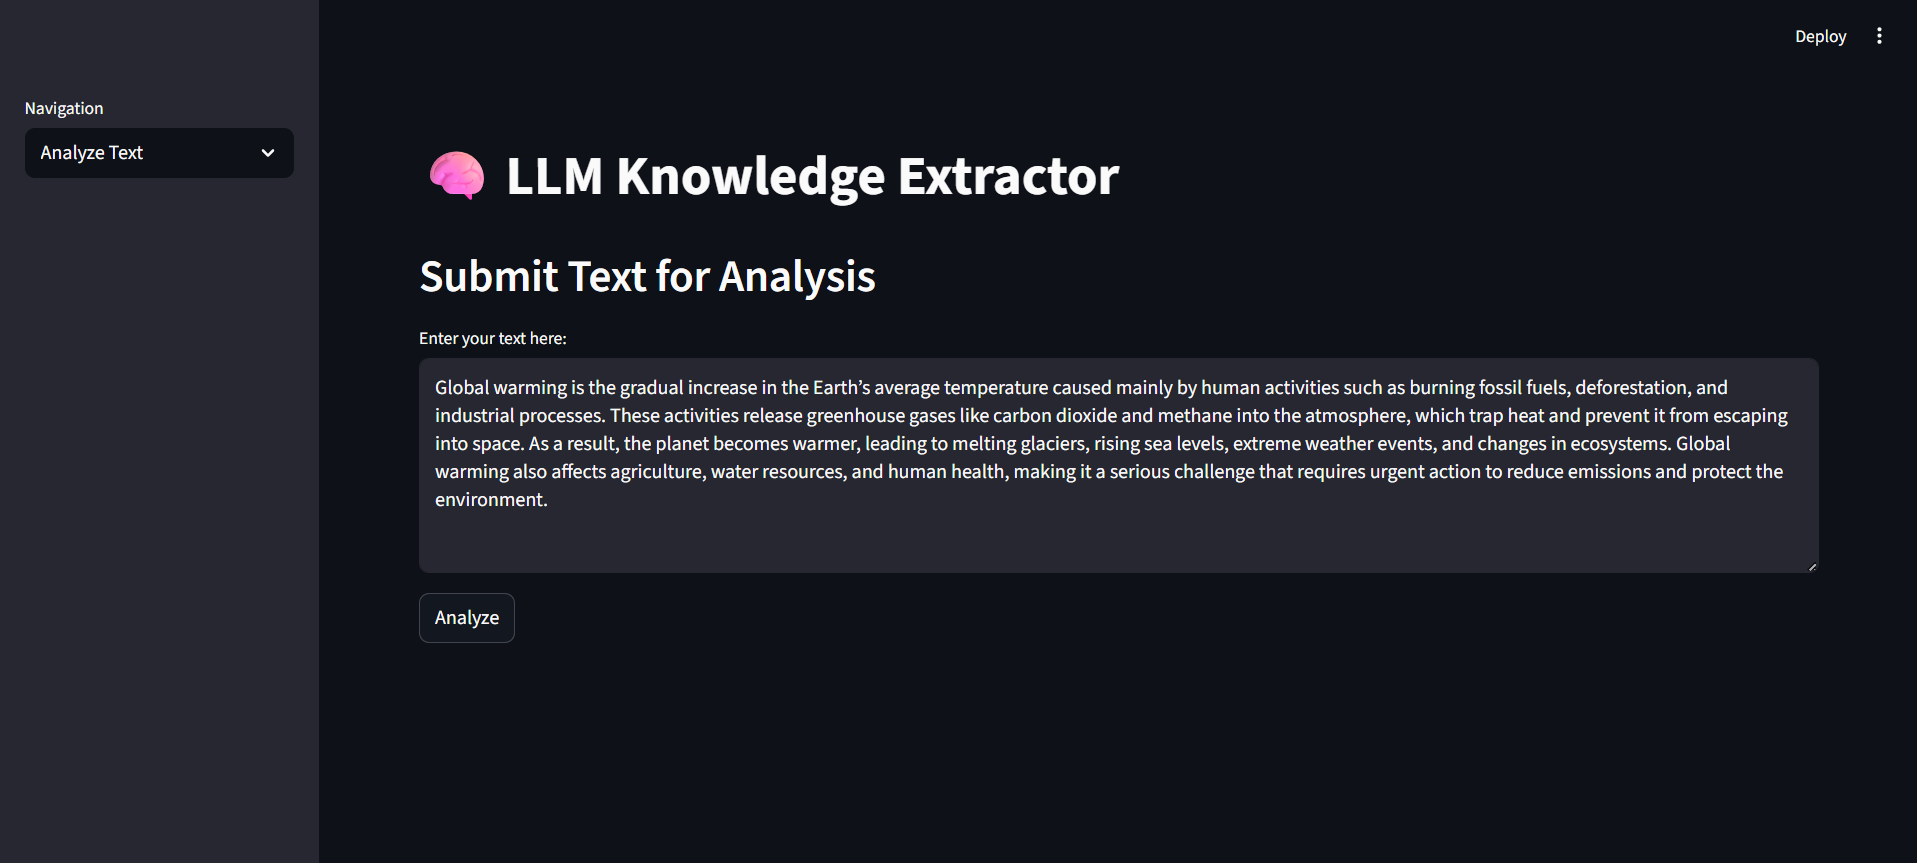 Deploy
Navigation
Analyze Text
LLM Knowledge Extractor
Submit Text for Analysis
Enter your text here:
Global warming is the gradual increase in the Earth’s average temperature caused mainly by human activities such as burning fossil fuels, deforestation, and
industrial processes. These activities release greenhouse gases like carbon dioxide and methane into the atmosphere, which trap heat and prevent it from escaping
into space. As a result, the planet becomes warmer, leading to melting glaciers, rising sea levels, extreme weather events, and changes in ecosystems. Global
warming also affects agriculture, water resources, and human health, making it a serious challenge that requires urgent action to reduce emissions and protect the
environment.
Analyze